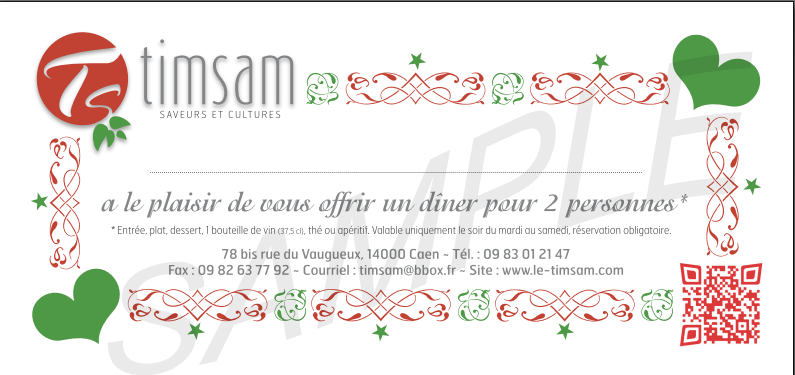 Ts timsam
SAVEURS ET CULTURES
SAMPLE
a le plaisir de vous offrir un dîner pour 2 personnes*
* Entrée, plat, dessert, 1 bouteille de vin (37,5 cl), thé ou apéritif. Valable uniquement le soir du mardi au samedi, réservation obligatoire.
78 bis rue du Vaugueux, 14000 Caen ~ Tél. : 09 83 01 21 47
Fax : 09 82 63 77 92 ~ Courriel : timsam@bbox.fr ~ Site : www.le-timsam.com